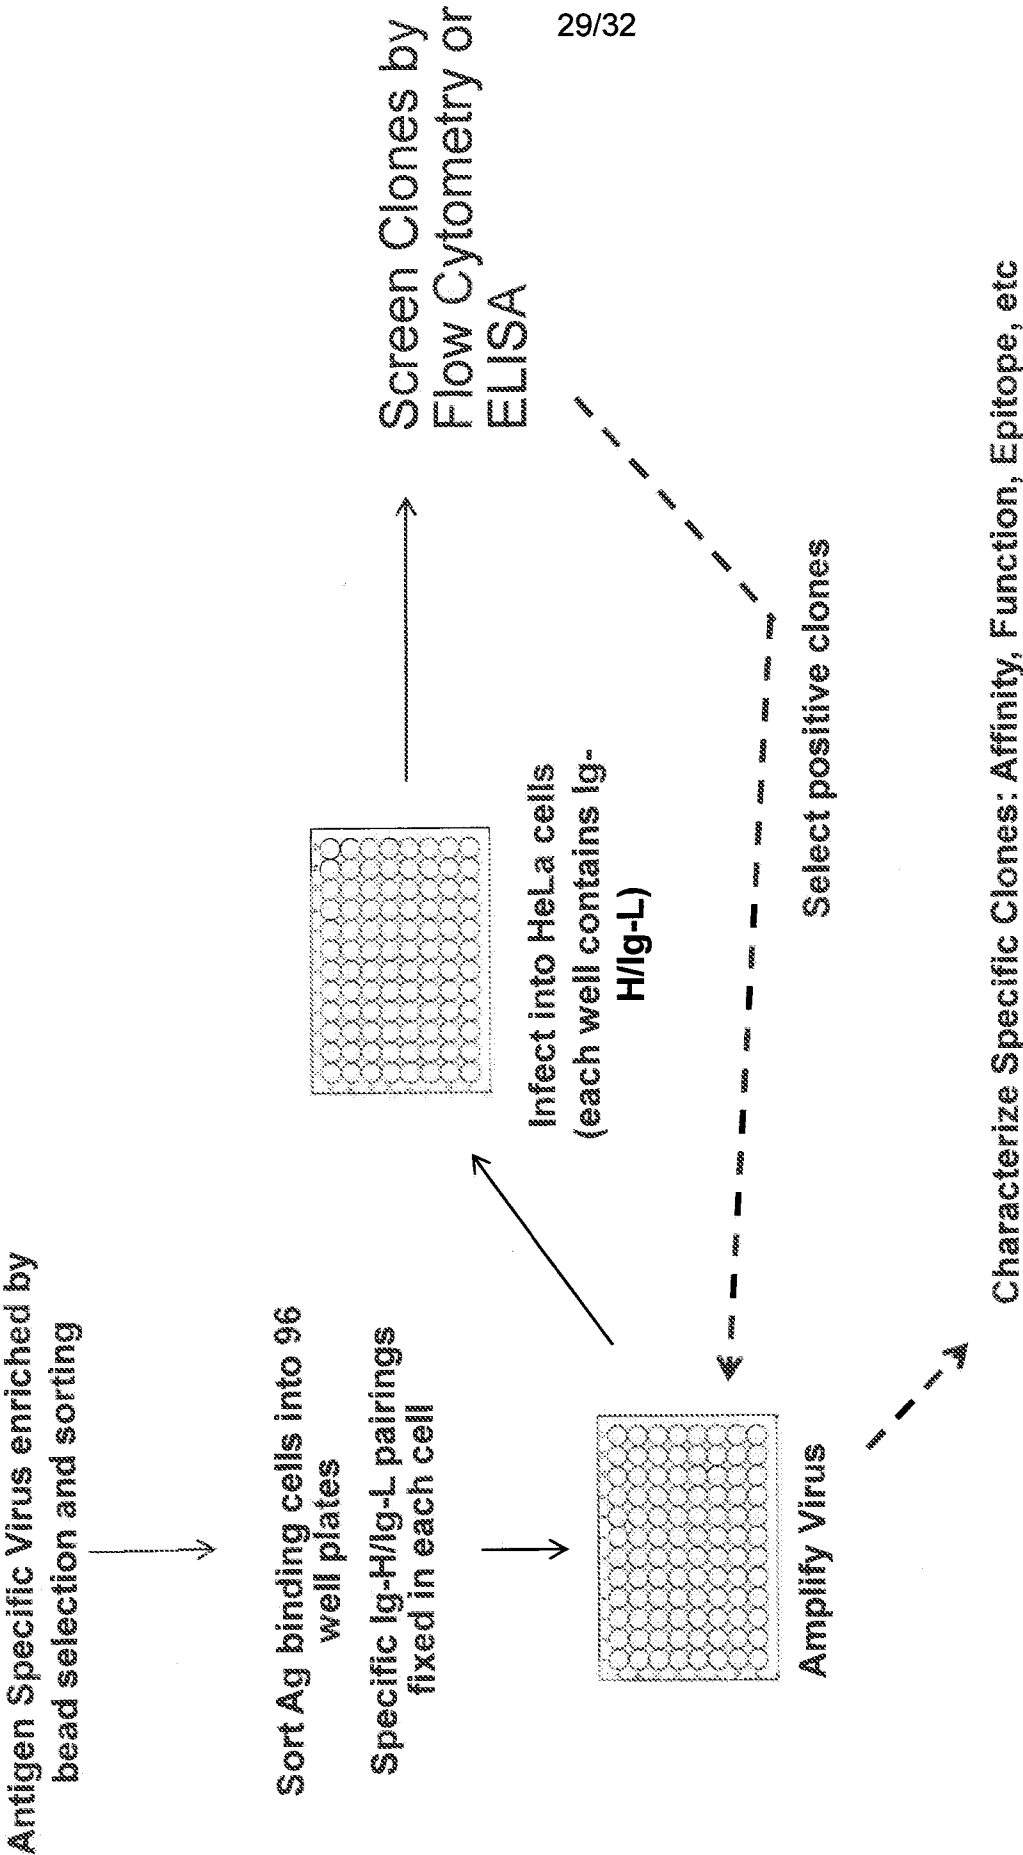 29/32
Antigen Specific Virus enriched by
bead selection and sorting
Sort Ag binding cells into 96
well plates
Specific Ig-H/Ig-L pairings
fixed in each cell
Amplify Virus
Infect into HeLa cells
(each well contains Ig-
H/Ig-L)
Screen Clones by
Flow Cytometry or
ELISA
Select positive clones
Characterize Specific Clones: Affinity, Function, Epitope, etc